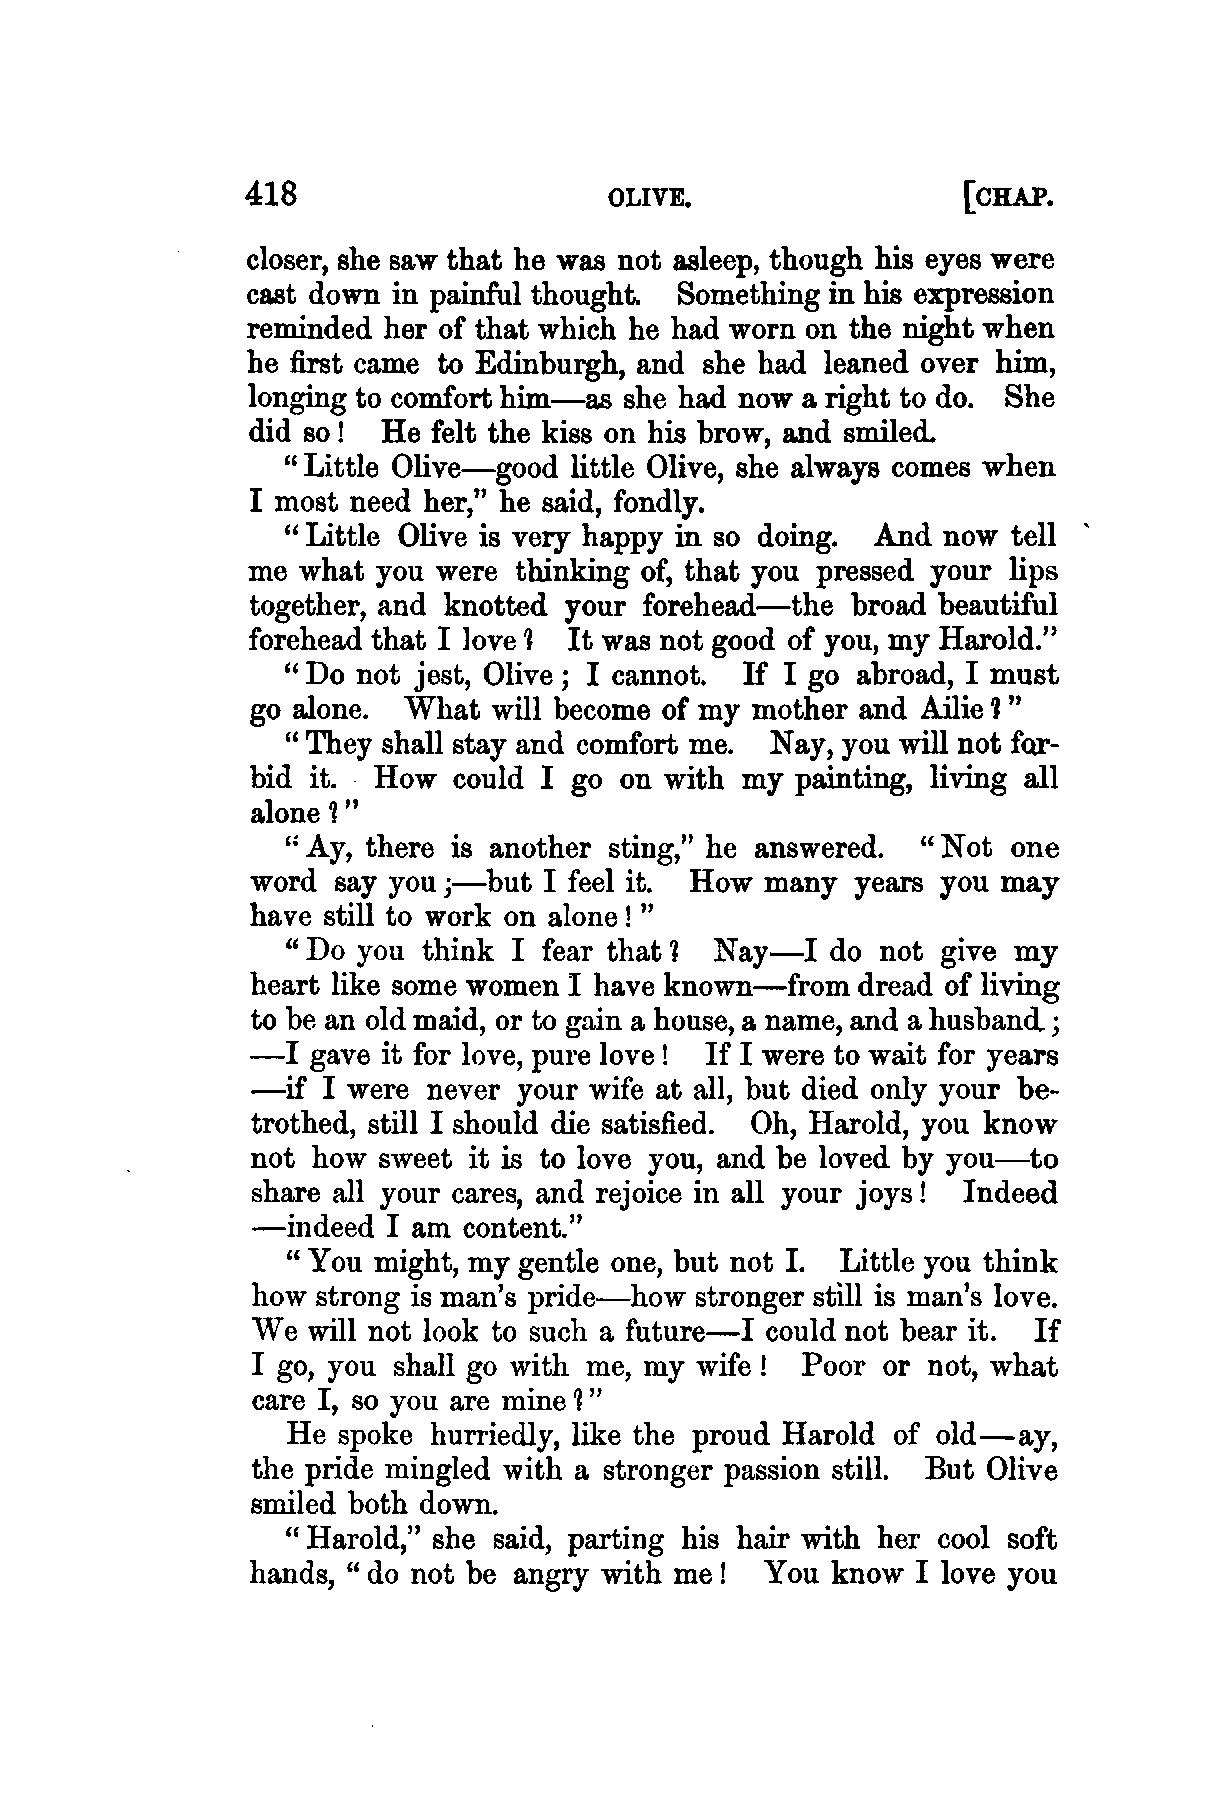 418 OLIVE. [CHAP.
closer, she saw that he was not asleep, though his eyes were
cast down in painful thought. Something in his expression
reminded her of that which he had worn on the night when
he first came to Edinburgh, and she had leaned over him,
longing to comfort him—as she had now a right to do. She
did so! He felt the kiss on his brow, and smiled.
"Little Olive—good little Olive, she always comes when
I most need her," he said, fondly.
"Little Olive is very happy in so doing. And now tell
me what you were thinking of, that you pressed your lips
together, and knotted your forehead—the broad beautiful
forehead that I love? It was not good of you, my Harold."
"Do not jest, Olive; I cannot. If I go abroad, I must
go alone. What will become of my mother and Ailie?"
"They shall stay and comfort me. Nay, you will not for-
bid it. How could I go on with my painting, living all
alone?"
"Ay, there is another sting," he answered. "Not one
word say you;—but I feel it. How many years you may
have still to work on alone!"
"Do you think I fear that? Nay—I do not give my
heart like some women I have known—from dread of living
to be an old maid, or to gain a house, a name, and a husband;
—I gave it for love, pure love! If I were to wait for years
—if I were never your wife at all, but died only your be-
trothed, still I should die satisfied. Oh, Harold, you know
not how sweet it is to love you, and be loved by you—to
share all your cares, and rejoice in all your joys! Indeed
—indeed I am content."
"You might, my gentle one, but not I. Little you think
how strong is man's pride—how stronger still is man's love.
We will not look to such a future—I could not bear it. If
I go, you shall go with me, my wife! Poor or not, what
care I, so you are mine?"
He spoke hurriedly, like the proud Harold of old—ay,
the pride mingled with a stronger passion still. But Olive
smiled both down.
"Harold," she said, parting his hair with her cool soft
hands, "do not be angry with me! You know I love you